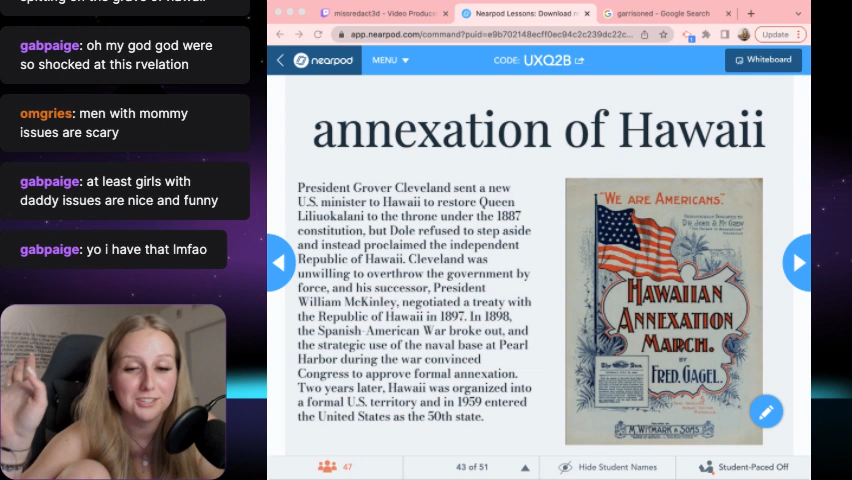 gabpaige: oh my god god were
so shocked at this rvelation
omgries: men with mommy
issues are scary
gabpaige: at least girls with
daddy issues are nice and funny
gabpaige: yo i have that lmfao
missredact3d - Video Produce
Nearpod Lessons: Download n
garrisoned - Google Search
app.nearpod.com/command?puid=e9b702148ecff0ec94c2c239dc22c...
Update
nearpod
MENU
CODE: UXQ2B
Whiteboard
annexation of Hawaii
President Grover Cleveland sent a new
U.S. minister to Hawaii to restore Queen
Liliuokalani to the throne under the 1887
constitution, but Dole refused to step aside
and instead proclaimed the independent
Republic of Hawaii. Cleveland was
unwilling to overthrow the government by
force, and his successor, President
William McKinley, negotiated a treaty with
the Republic of Hawaii in 1897. In 1898,
the Spanish-American War broke out, and
the strategic use of the naval base at Pearl
Harbor during the war convinced
Congress to approve formal annexation.
Two years later, Hawaii was organized into
a formal U.S. territory and in 1959 entered
the United States as the 50th state.
"WE ARE AMERICANS."
HAWAIIAN
ANNEXATION
MARCH.
BY
FRED. GAGEL.
M. WITMARK & SONS
47
43 of 51
Hide Student Names
Student-Paced Off